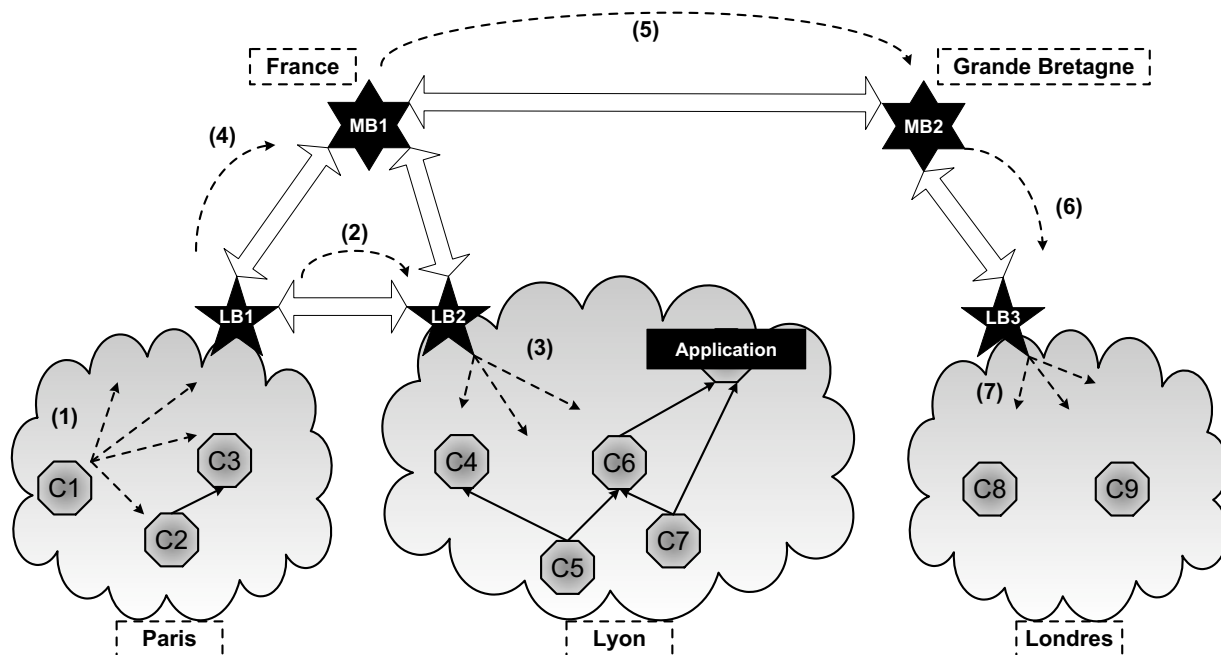 (5)
France
Grande Bretagne
MB1
MB2
(4)
(2)
(6)
LB1
LB2
LB3
(3)
Application
(1)
(7)
C1
C3
C2
C4
C6
C5
C7
C8
C9
Paris
Lyon
Londres